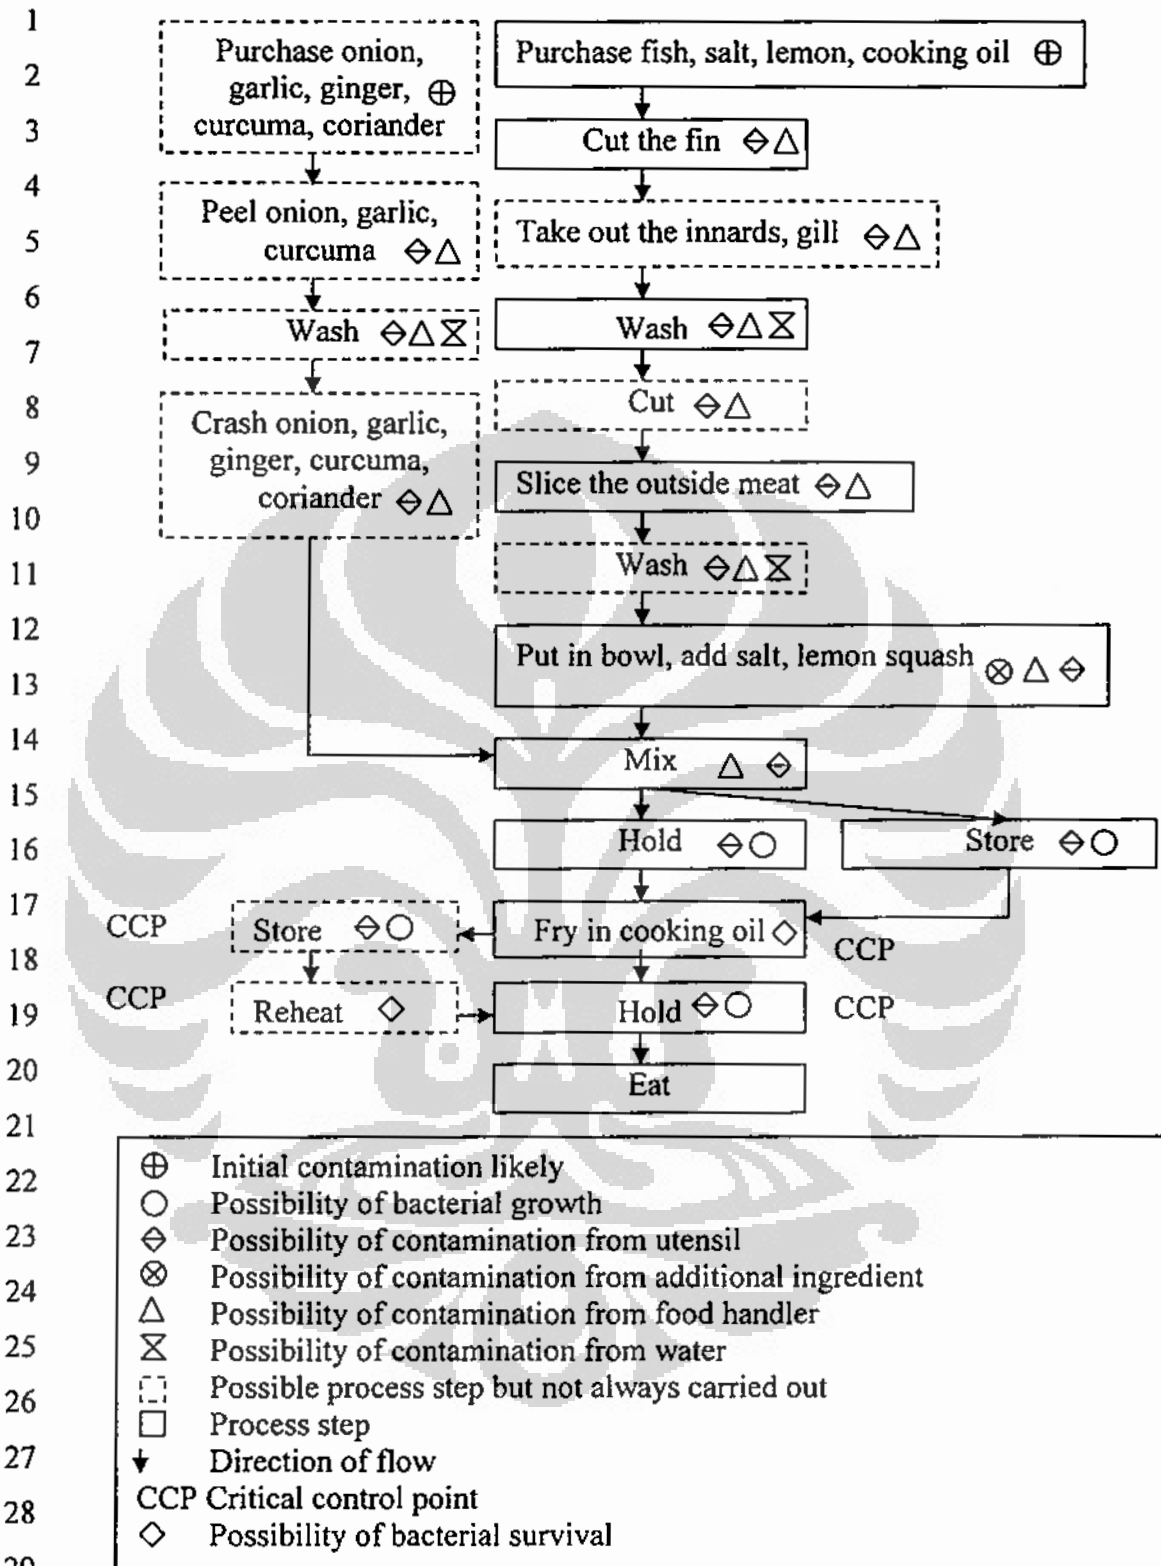 1
2
3
4
5
6
7
8
9
10
11
12
13
14
15
16
17
18
19
20
21
22
23
24
25
26
27
28
Purchase onion,
garlic, ginger, ⊕
curcuma, coriander
Peel onion, garlic,
curcuma
Wash
Crash onion, garlic,
ginger, curcuma,
coriander
Purchase fish, salt, lemon, cooking oil ⊕
Cut the fin
Take out the innards, gill
Wash
Cut
Slice the outside meat
Wash
Put in bowl, add salt, lemon squash
Mix
Hold
Store
CCP
Store
Fry in cooking oil
CCP
CCP
Reheat
Hold
CCP
Eat
Initial contamination likely
Possibility of bacterial growth
Possibility of contamination from utensil
Possibility of contamination from additional ingredient
Possibility of contamination from food handler
Possibility of contamination from water
Possible process step but not always carried out
Process step
Direction of flow
CCP Critical control point
Possibility of bacterial survival